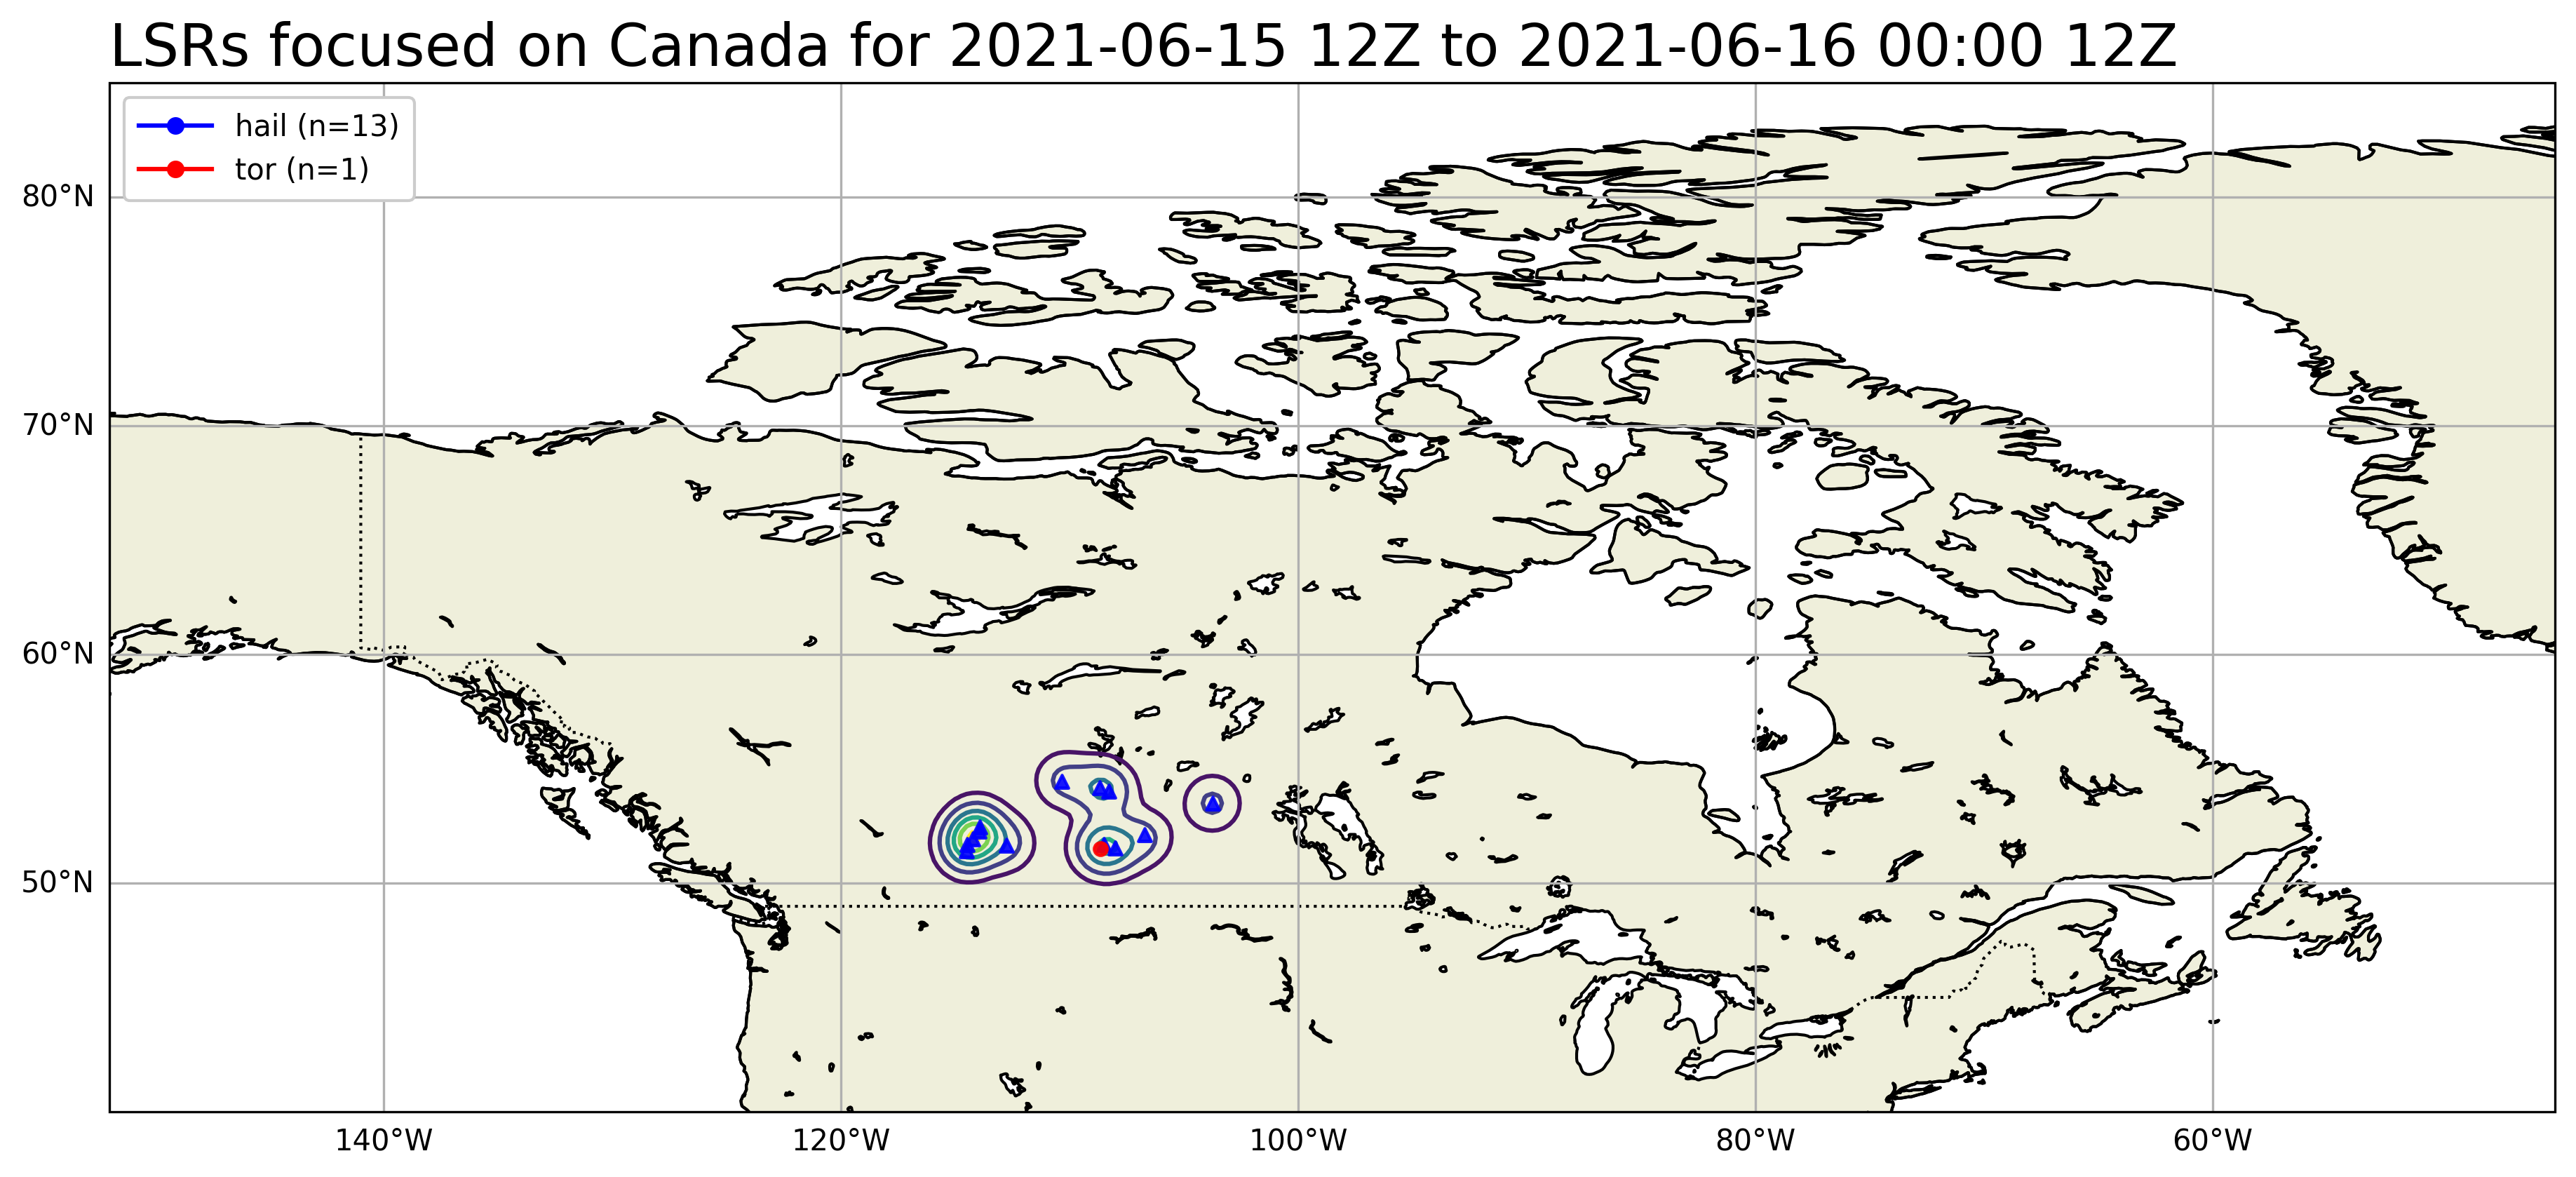 LSRs focused on Canada for 2021-06-15 12Z to 2021-06-16 00:00 12Z
hail (n=13)
tor (n=1)
80°N
70°N
60°N
50°N
140°W
120°W
100°W
80°W
60°W